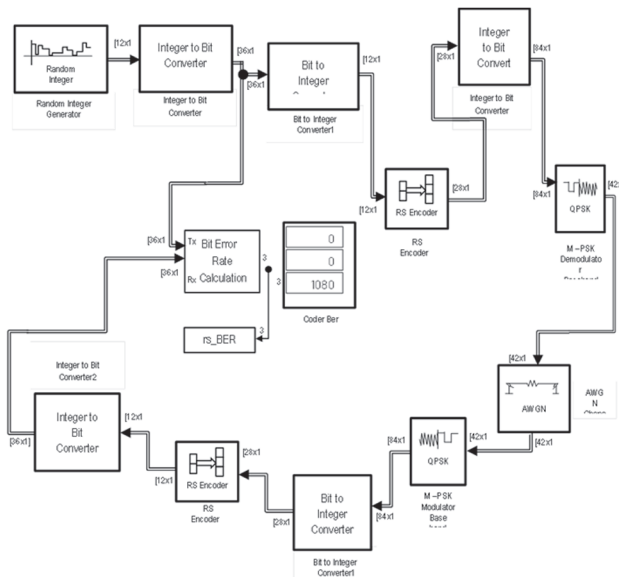 [12x1
[36x1
[36x1
Random
Integer
Random Integer
Generator
Integer to Bit
Converter
Integer to Bit
Converter
Bit to
Integer
Bit to Integer
Converter1
[12x1
[12x1
RS Encoder
RS
Encoder
[28x1
[28x1
Integer
to Bit
Convert
Integer to Bit
Converter
[84x1
[84x1
QPSK
[42
M –PSK
Demodulato
r
[36x1
[36x1
Tx
Rx
Bit Error
Rate
Calculation
3
3
3
0
0
1080
Coder Ber
rs_BER
[42x1
AWGN
[42x1
AWG
N
[42x1
QPSK
[84x1
M –PSK
Modulator
Base
[84x1
Bit to
Integer
Converter
[28x1
Bit to Integer
Converter1
[28x1
RS Encoder
RS
Encoder
[12x1
[12x1
Integer to Bit
Converter2
Integer to
Bit
Converter
[36x1]